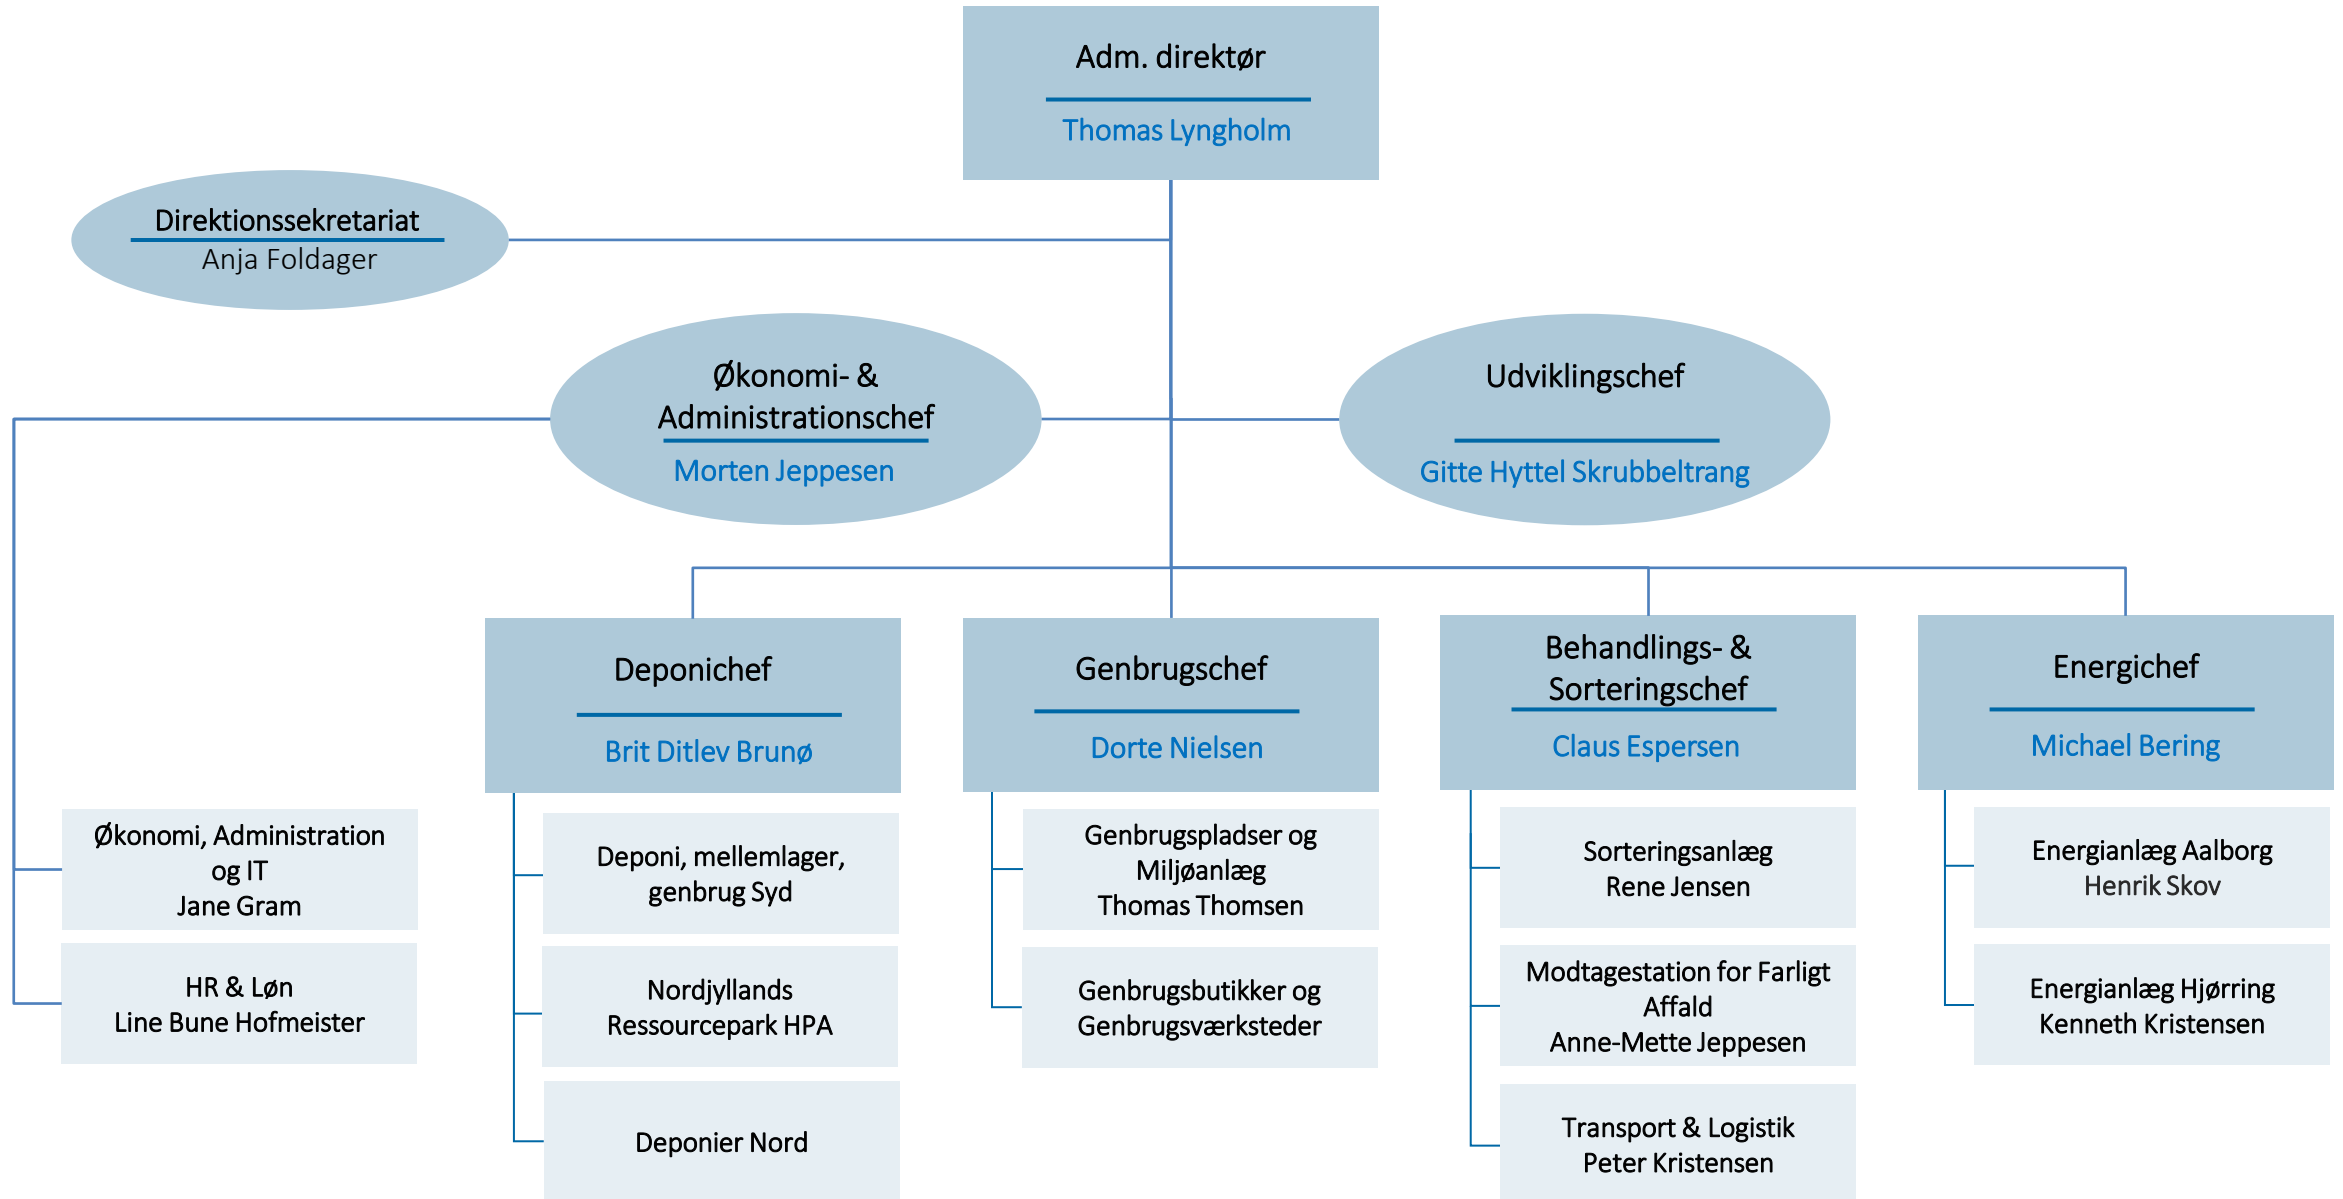 Adm. direktør
Thomas Lyngholm
Direktionssekretariat
Anja Foldager
Økonomi- &
Administrationschef
Morten Jeppesen
Udviklingschef
Gitte Hyttel Skrubbeltrang
Økonomi, Administration
og IT
Jane Gram
HR & Løn
Line Bune Hofmeister
Deponichef
Brit Ditlev Brunø
Deponi, mellemlager,
genbrug Syd
Nordjyllands
Ressourcepark HPA
Deponier Nord
Genbrugschef
Dorte Nielsen
Genbrugspladser og
Miljøanlæg
Thomas Thomsen
Genbrugsbutikker og
Genbrugsværksteder
Behandlings- &
Sorteringschef
Claus Espersen
Sorteringsanlæg
Rene Jensen
Modtagestation for Farligt
Affald
Anne-Mette Jeppesen
Transport & Logistik
Peter Kristensen
Energichef
Michael Bering
Energianlæg Aalborg
Henrik Skov
Energianlæg Hjørring
Kenneth Kristensen